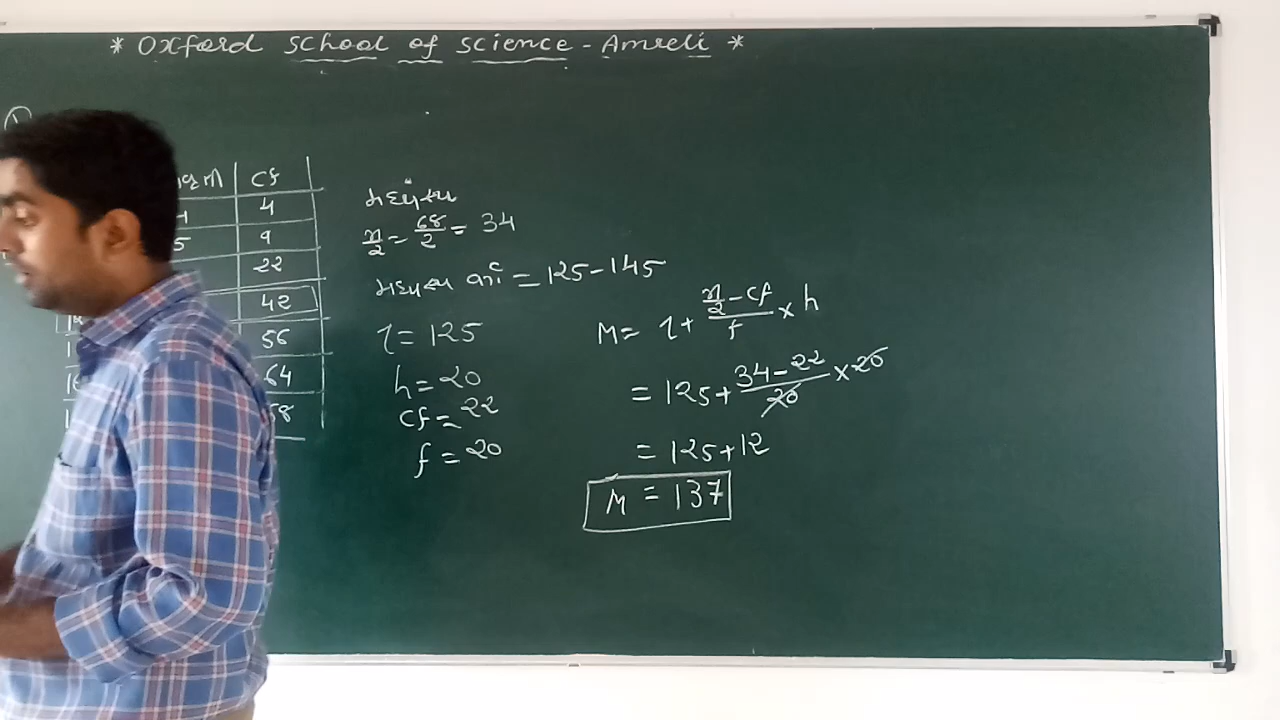 * Oxford School of Science - Amreli *
1
cf
4
5 9
22
42
56
64
મધ્યસ્થ
n/2 = 68/2 = 34
મધ્યસ્થ વર્ગ = 125-145
l = 125
h = 20
cf = 22
f = 20
M = l + (n/2 - cf)/f × h
= 125 + (34-22)/20 × 20
= 125+12
M = 137